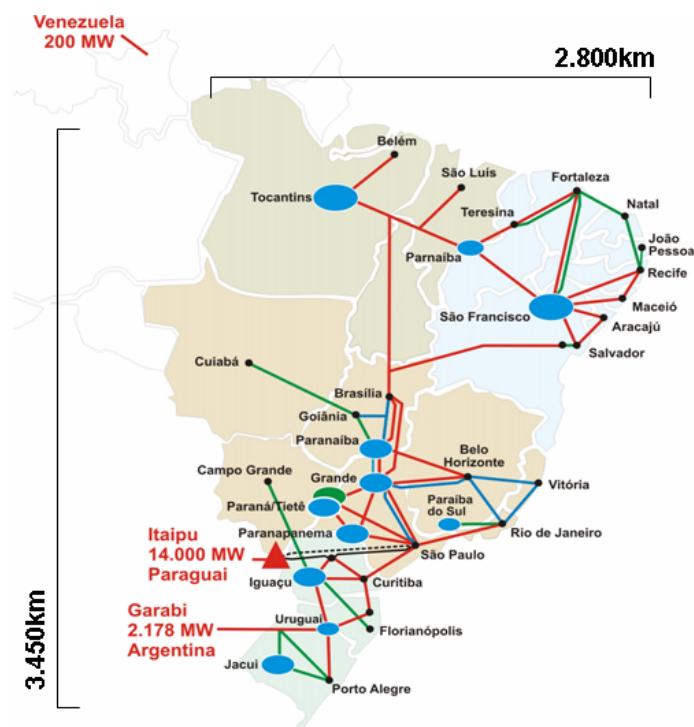 Venezuela
200 MW
2.800km
Belém
São Luís
Fortaleza
Tocantins
Teresina
Natal
Parnaíba
João
Pessoa
Recife
São Francisco
Maceió
Aracajú
Salvador
Cuiabá
Brasília
Goiânia
Paranaíba
Belo
Horizonte
Campo Grande
Grande
Vitória
Paraná/Tietê
Paraíba
do Sul
Paranapanema
Rio de Janeiro
Itaipu
14.000 MW
Paraguai
São Paulo
Iguaçu
Curitiba
Garabi
2.178 MW
Argentina
Uruguai
Florianópolis
Jacui
Porto Alegre
3.450km